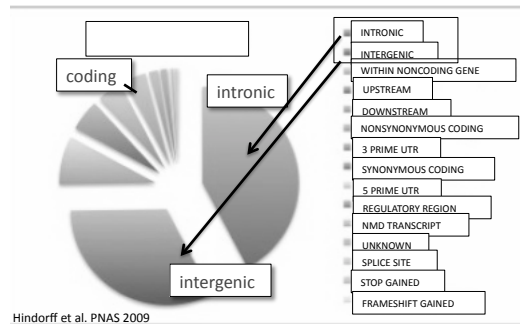 coding
intronic
intergenic
INTRONIC
INTERGENIC
WITHIN NONCODING GENE
UPSTREAM
DOWNSTREAM
NONSYNONYMOUS CODING
3 PRIME UTR
SYNONYMOUS CODING
5 PRIME UTR
REGULATORY REGION
NMD TRANSCRIPT
UNKNOWN
SPLICE SITE
STOP GAINED
FRAMESHIFT GAINED
Hindorff et al. PNAS 2009